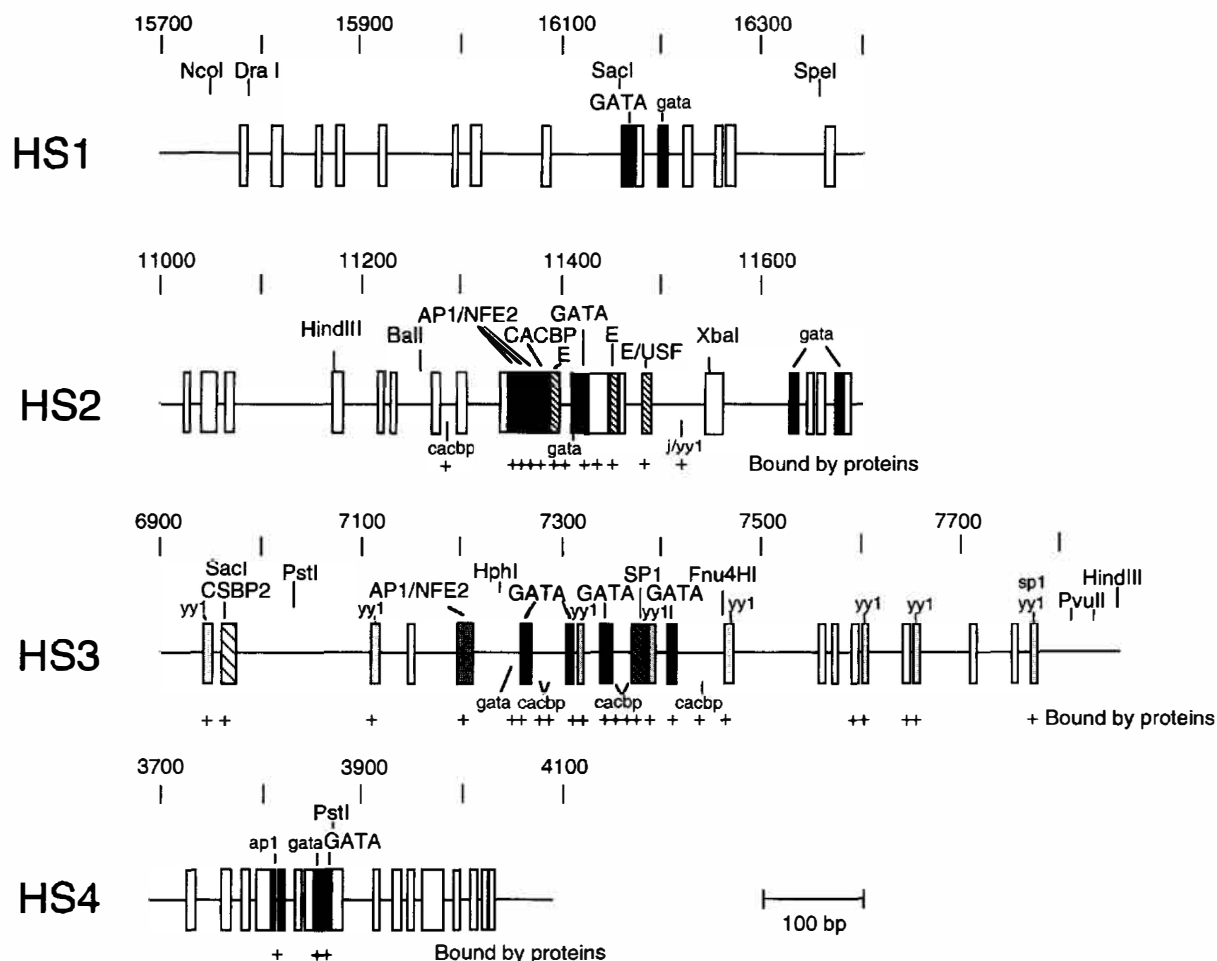 15700 15900 16100 16300
NcoI Dra I SacI SpeI
GATA gata
HS1
11000 11200 11400 11600
AP1/NFE2 GATA
HindIII BalI CACBP E XbaI gata
E E/USF
HS2
cacbp gata j/yy1
+ + + + + + + + + + + + Bound by proteins
6900 7100 7300 7500 7700
SacI PstI HphI SP1 Fnu4HI sp1 HindIII
CSBP2 AP1/NFE2 GATA GATA GATA PvuII
yy1 yy1 yy1 yy1 yy1 yy1 yy1 yy1
HS3
gata cacbp cacbp cacbp
+ + + + + + + + + + + + + + + + + + + + + + + Bound by proteins
3700 3900 4100
PstI
ap1 gata GATA
HS4
100 bp
+ + + Bound by proteins